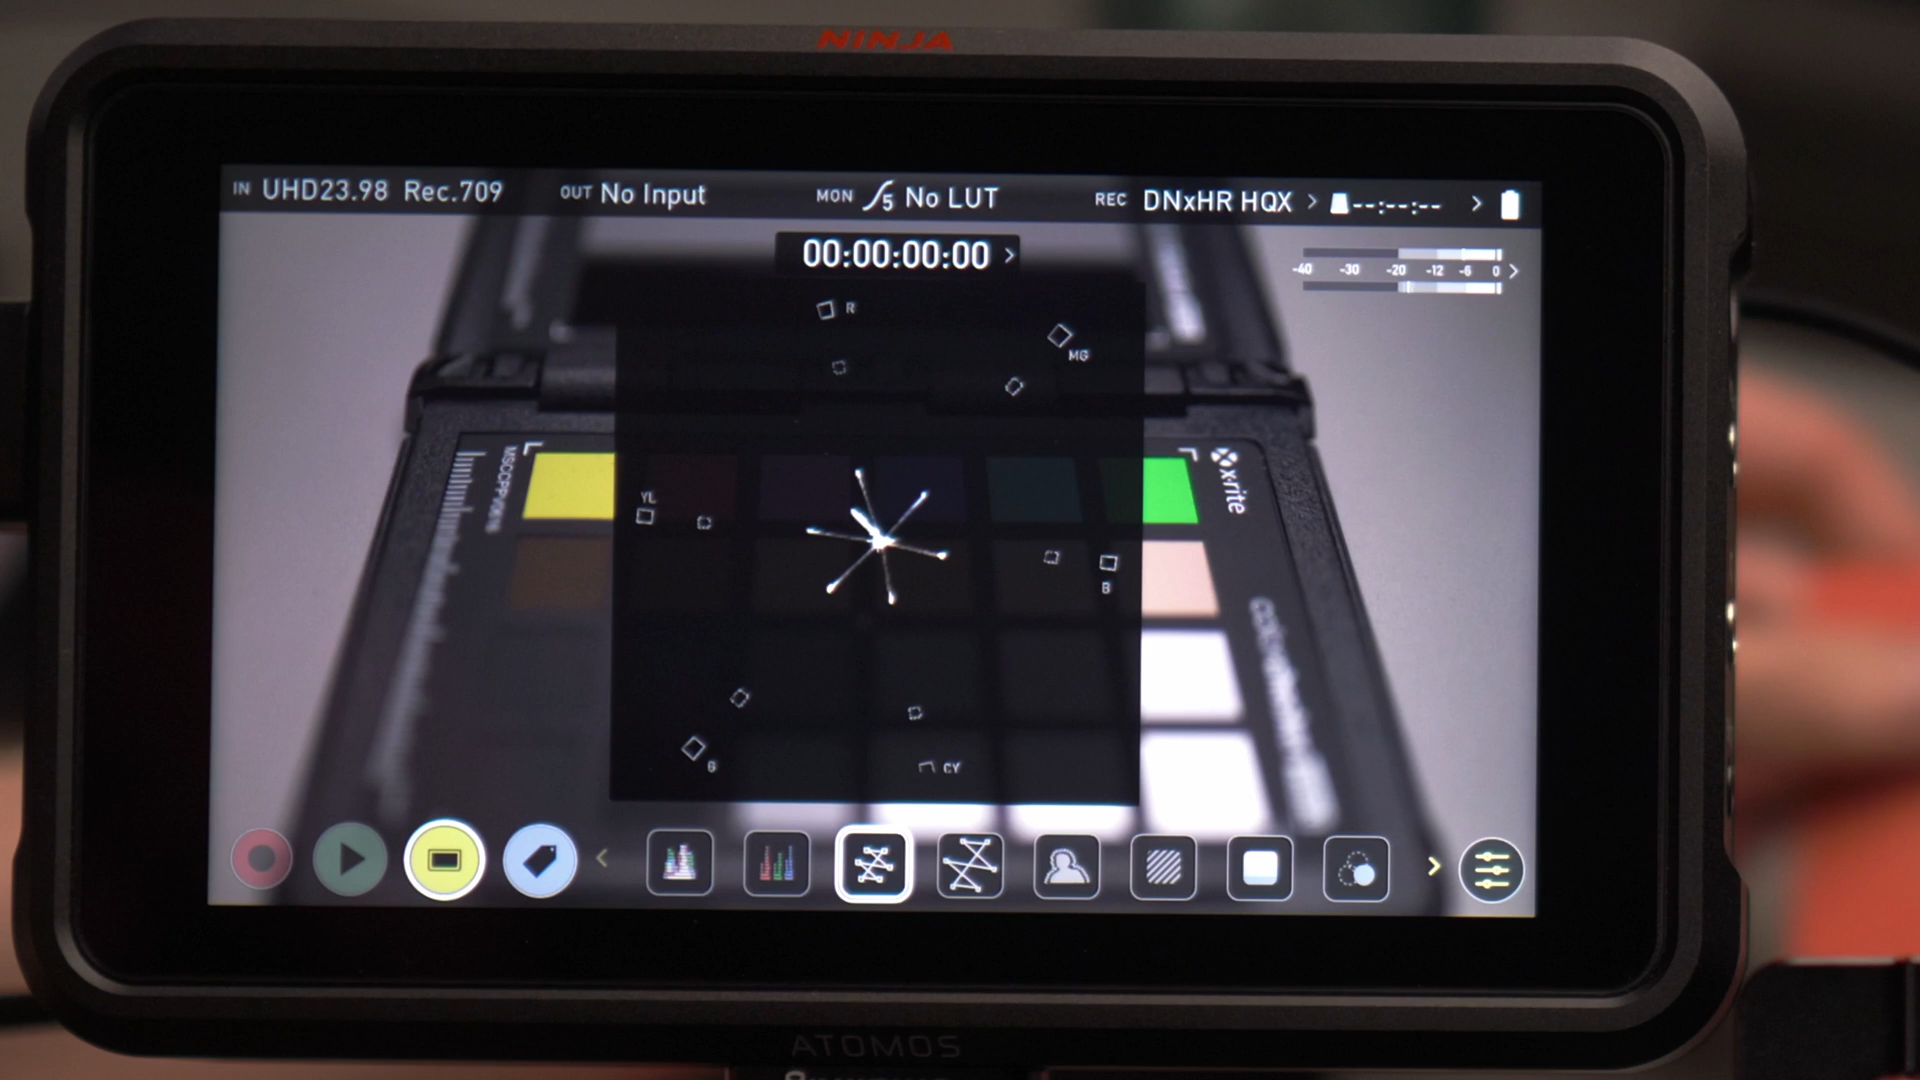 NINJA
IN UHD23.98 Rec.709
OUT No Input
MON No LUT
REC DNxHR HQX > --:--:-- >
00:00:00:00 >
-40 -30 -20 -12 -6 0 >
R
MG
YL
B
G
CY
x-rite
ATOMOS